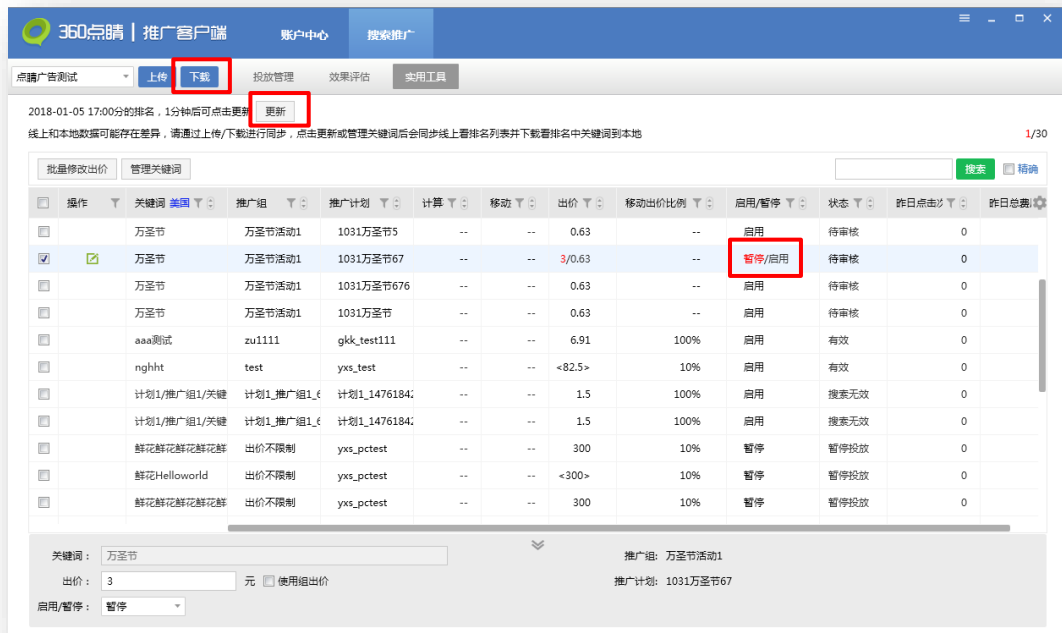 360点睛 | 推广客户端 账户中心 搜索推广
点睛广告测试 上传 下载 投放管理 效果评估 实用工具
2018-01-05 17:00分的排名，1分钟后可点击更新 更新
线上和本地数据可能存在差异，请通过上传/下载进行同步，点击更新或管理关键词后会同步线上看排名列表并下载看排名中关键词到本地 1/30
批量修改出价 管理关键词 搜索 精确
操作 关键词 美国 推广组 推广计划 计算 移动 出价 移动出价比例 启用/暂停 状态 昨日点击次 昨日总费
万圣节 万圣节活动1 1031万圣节5 -- -- 0.63 -- 启用 待审核 0
万圣节 万圣节活动1 1031万圣节67 -- -- 3/0.63 -- 暂停/启用 待审核 0
万圣节 万圣节活动1 1031万圣节676 -- -- 0.63 -- 启用 待审核 0
万圣节 万圣节活动1 1031万圣节 -- -- 0.63 -- 启用 待审核 0
aaa测试 zu1111 gkk_test111 -- -- 6.91 100% 启用 有效 0
nghht test yxs_test -- -- <82.5> 10% 启用 有效 0
计划1/推广组1/关键 计划1_推广组1_6 计划1_14761842 -- -- 1.5 100% 启用 搜索无效 0
计划1/推广组1/关键 计划1_推广组1_6 计划1_14761842 -- -- 1.5 100% 启用 搜索无效 0
鲜花鲜花鲜花鲜花鲜 出价不限制 yxs_pctest -- -- 300 10% 暂停 暂停投放 0
鲜花Helloworld 出价不限制 yxs_pctest -- -- <300> 10% 暂停 暂停投放 0
鲜花鲜花鲜花鲜花鲜 出价不限制 yxs_pctest -- -- 300 10% 暂停 暂停投放 0
关键词： 万圣节 推广组: 万圣节活动1
出价： 3 元 使用组出价 推广计划: 1031万圣节67
启用/暂停： 暂停